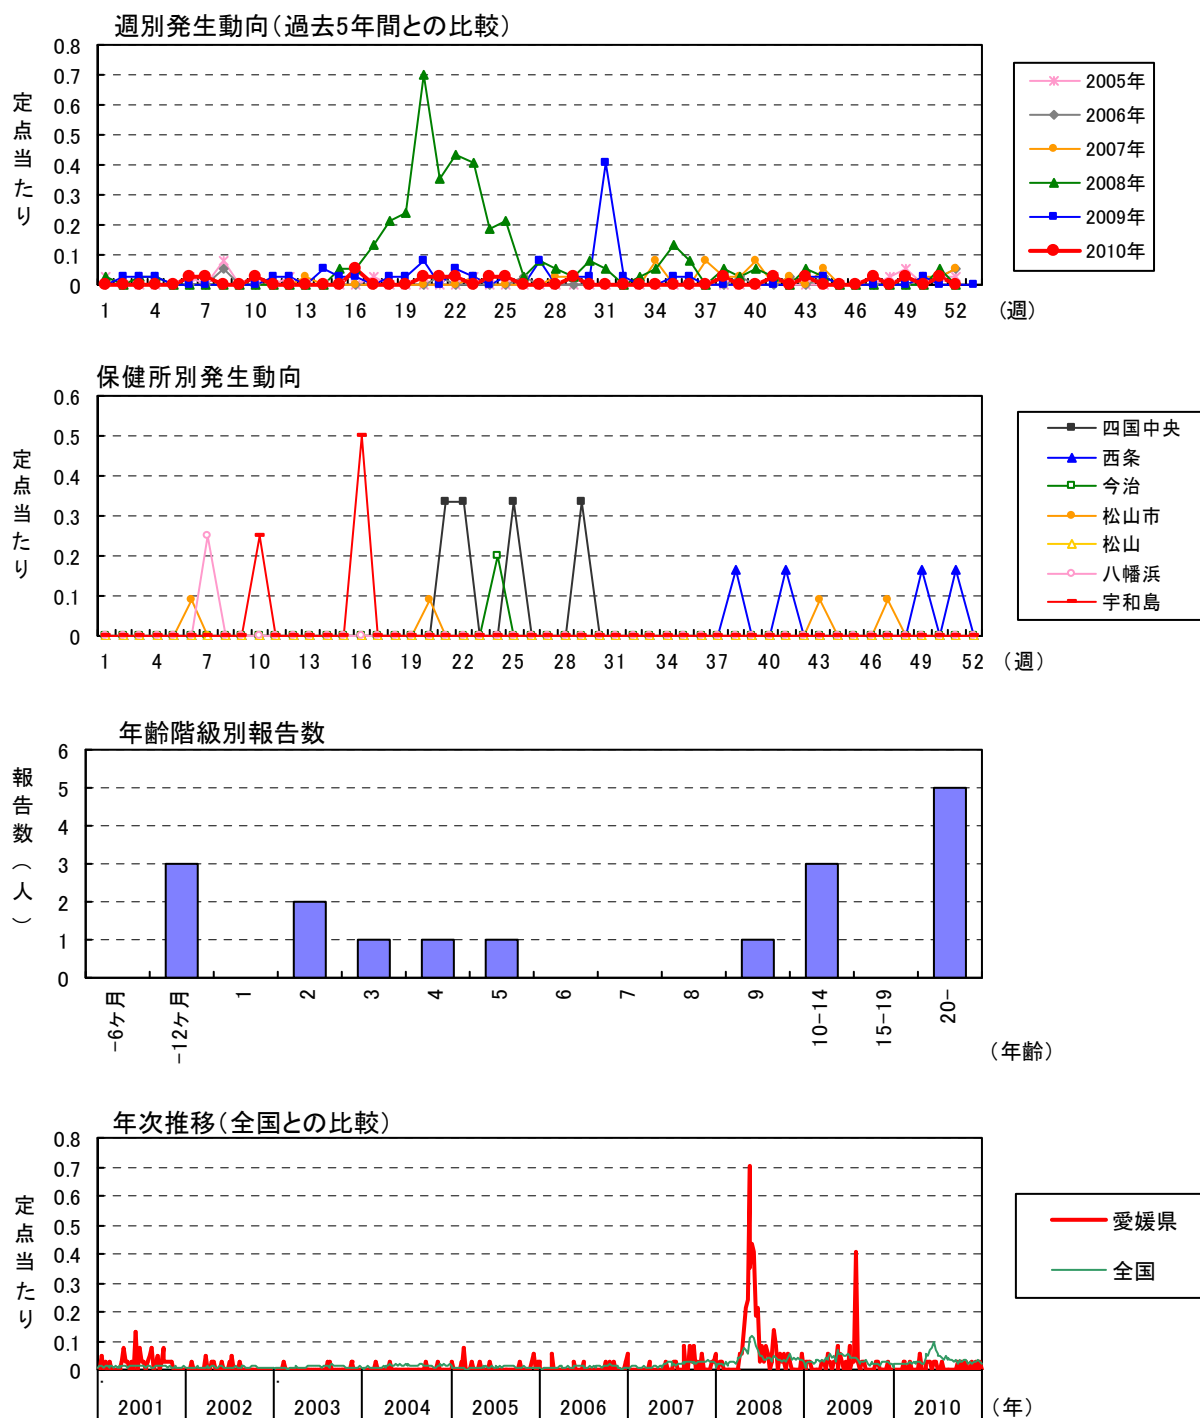 週別発生動向（過去5年間との比較）
0.8
0.7
0.6
0.5
0.4
0.3
0.2
0.1
0
定点当たり
1 4 7 10 13 16 19 22 25 28 31 34 37 40 43 46 49 52 （週）
2005年
2006年
2007年
2008年
2009年
2010年
保健所別発生動向
0.6
0.5
0.4
0.3
0.2
0.1
0
定点当たり
1 4 7 10 13 16 19 22 25 28 31 34 37 40 43 46 49 52 （週）
四国中央
西条
今治
松山市
松山
八幡浜
宇和島
年齢階級別報告数
6
5
4
3
2
1
0
報告数（人）
-6ヶ月 -12ヶ月 1 2 3 4 5 6 7 8 9 10-14 15-19 20-
（年齢）
年次推移（全国との比較）
0.8
0.7
0.6
0.5
0.4
0.3
0.2
0.1
0
定点当たり
2001 2002 2003 2004 2005 2006 2007 2008 2009 2010 （年）
愛媛県
全国